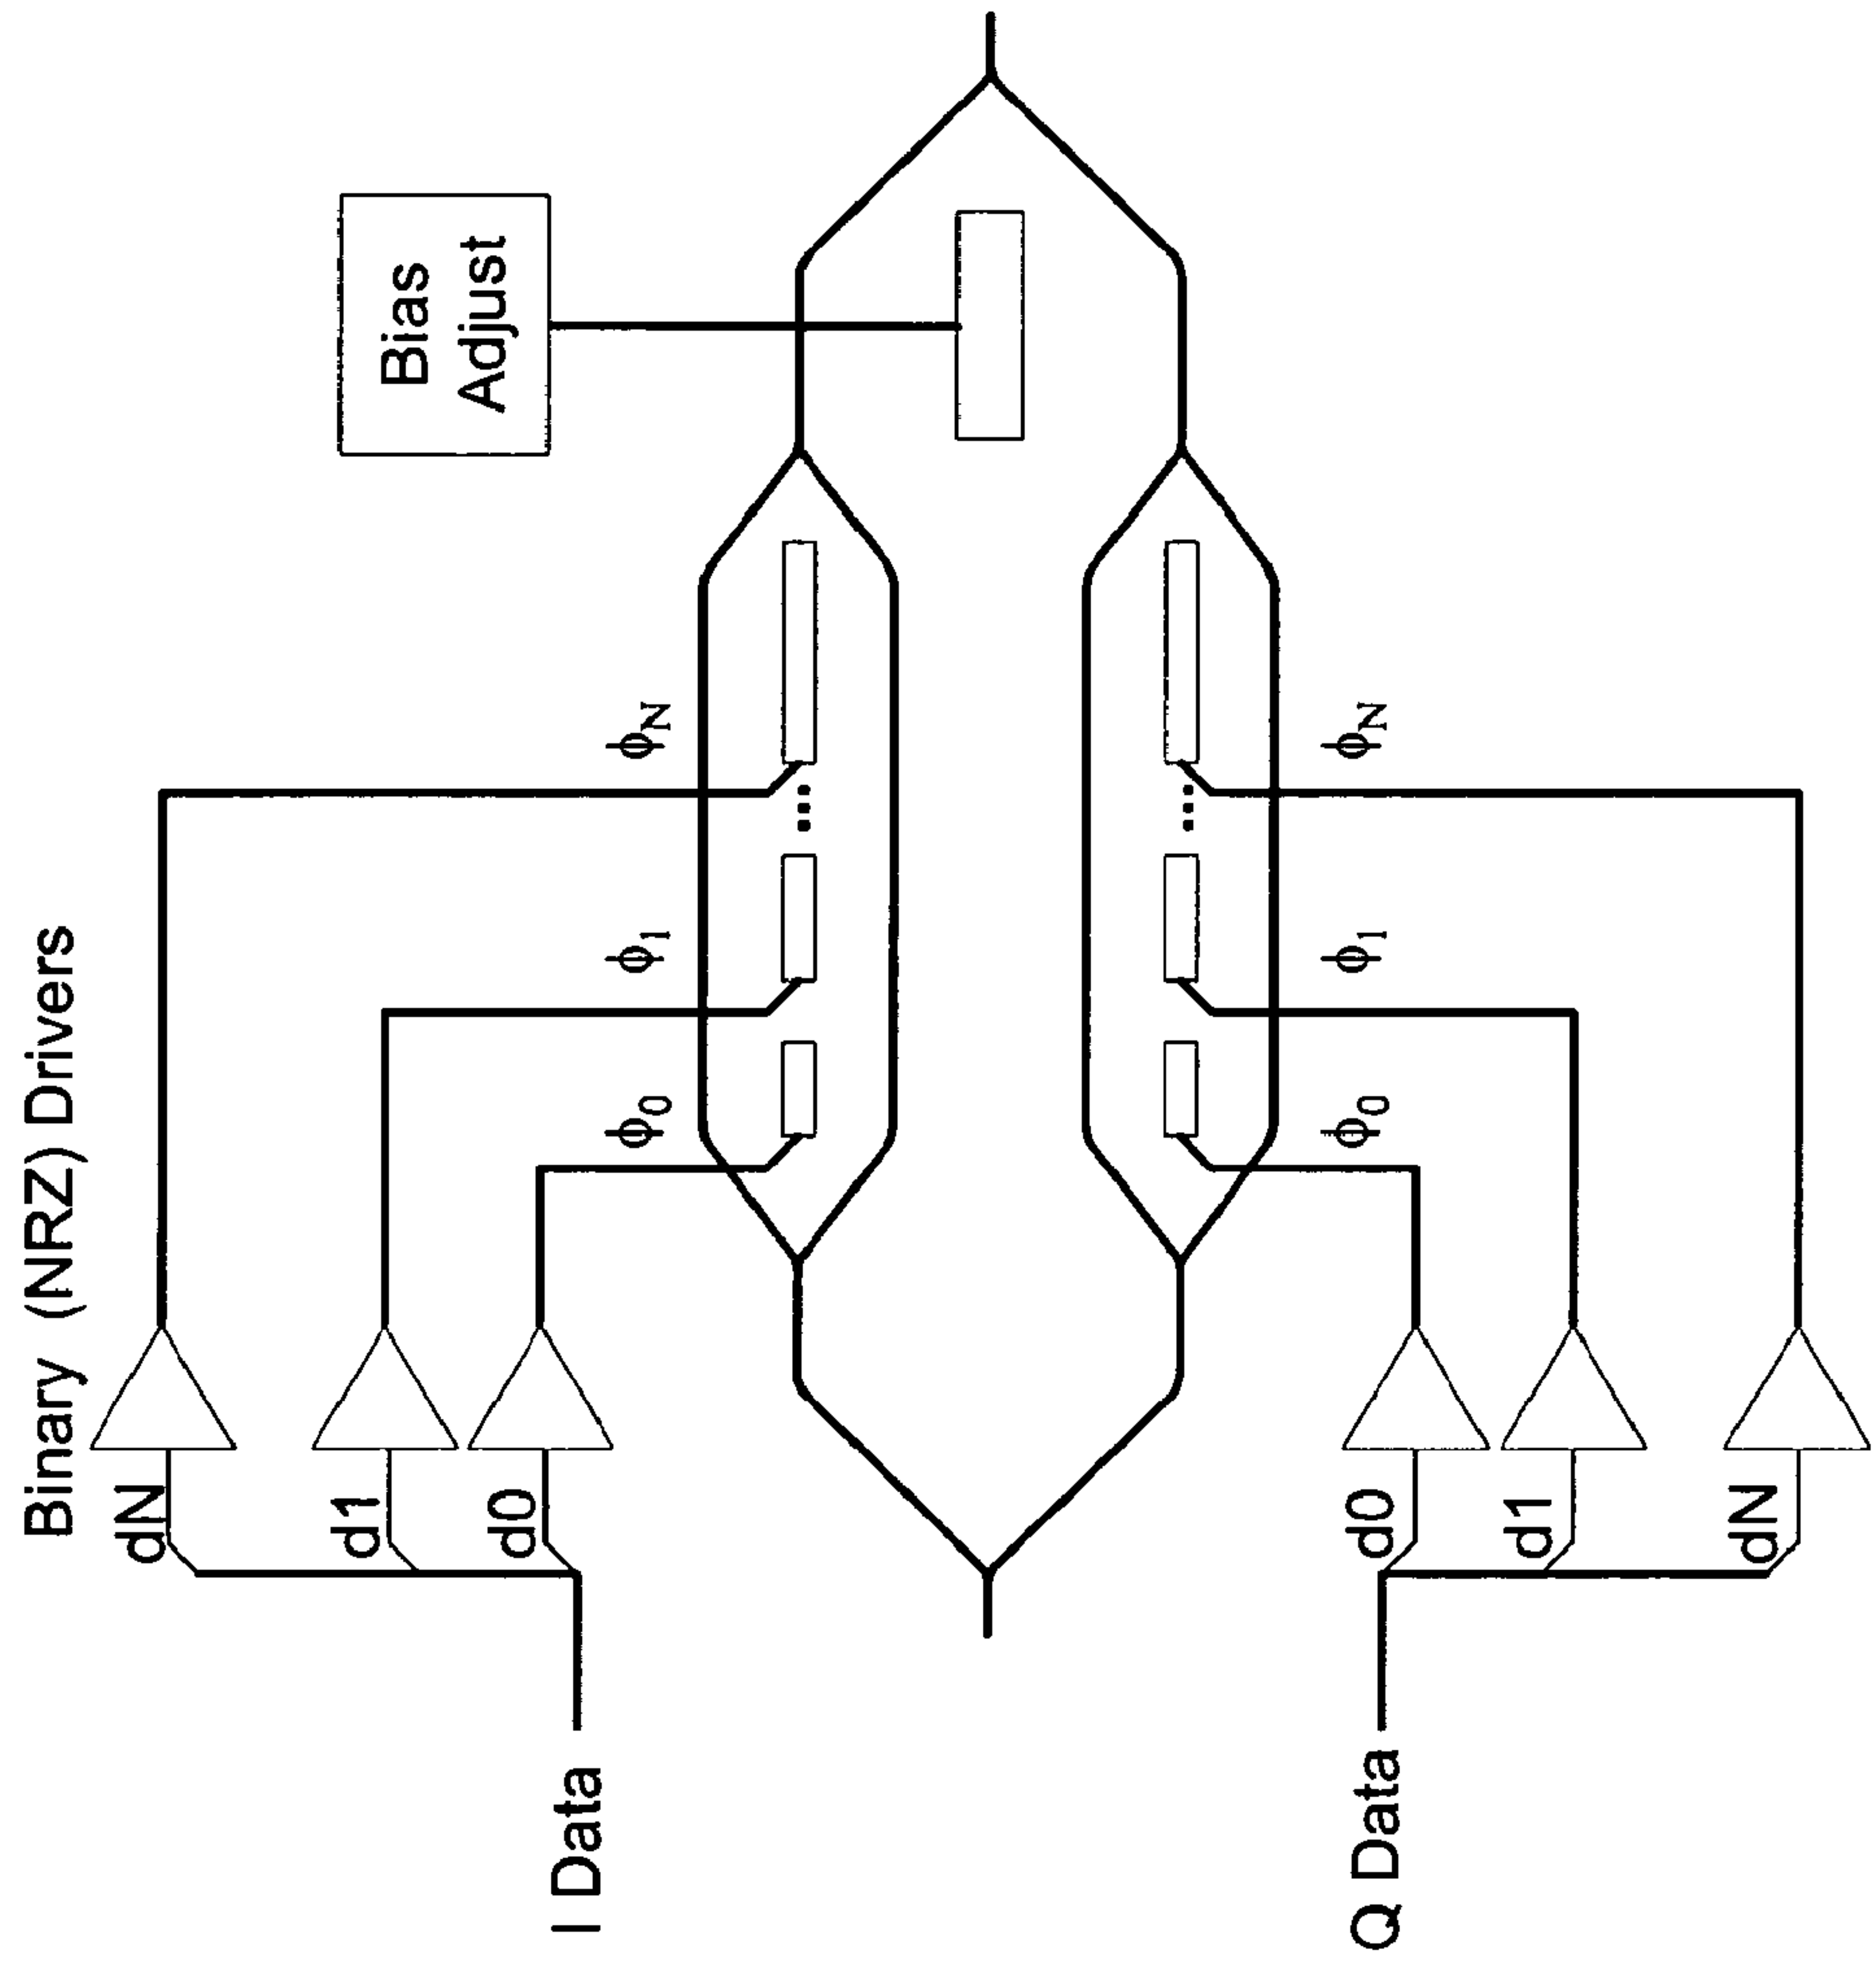 Binary (NRZ) Drivers
dN
d1
d0
I Data
ϕ0
ϕ1
ϕN
Bias
Adjust
Q Data
d0
d1
dN
ϕ0
ϕ1
ϕN